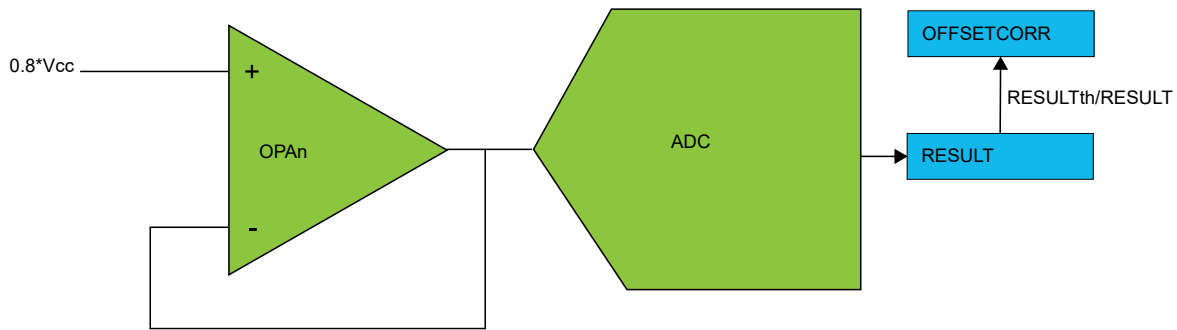 OFFSETCORR
0.8*Vcc
+
RESULTth/RESULT
OPAn
ADC
RESULT
-